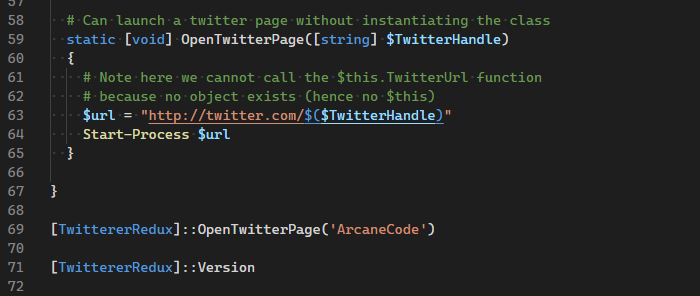 57
58 # Can launch a twitter page without instantiating the class
59 static [void] OpenTwitterPage([string] $TwitterHandle)
60 {
61 # Note here we cannot call the $this.TwitterUrl function
62 # because no object exists (hence no $this)
63 $url = "http://twitter.com/$($TwitterHandle)"
64 Start-Process $url
65 }
66
67 }
68
69 [TwittererRedux]::OpenTwitterPage('ArcaneCode')
70
71 [TwittererRedux]::Version
72